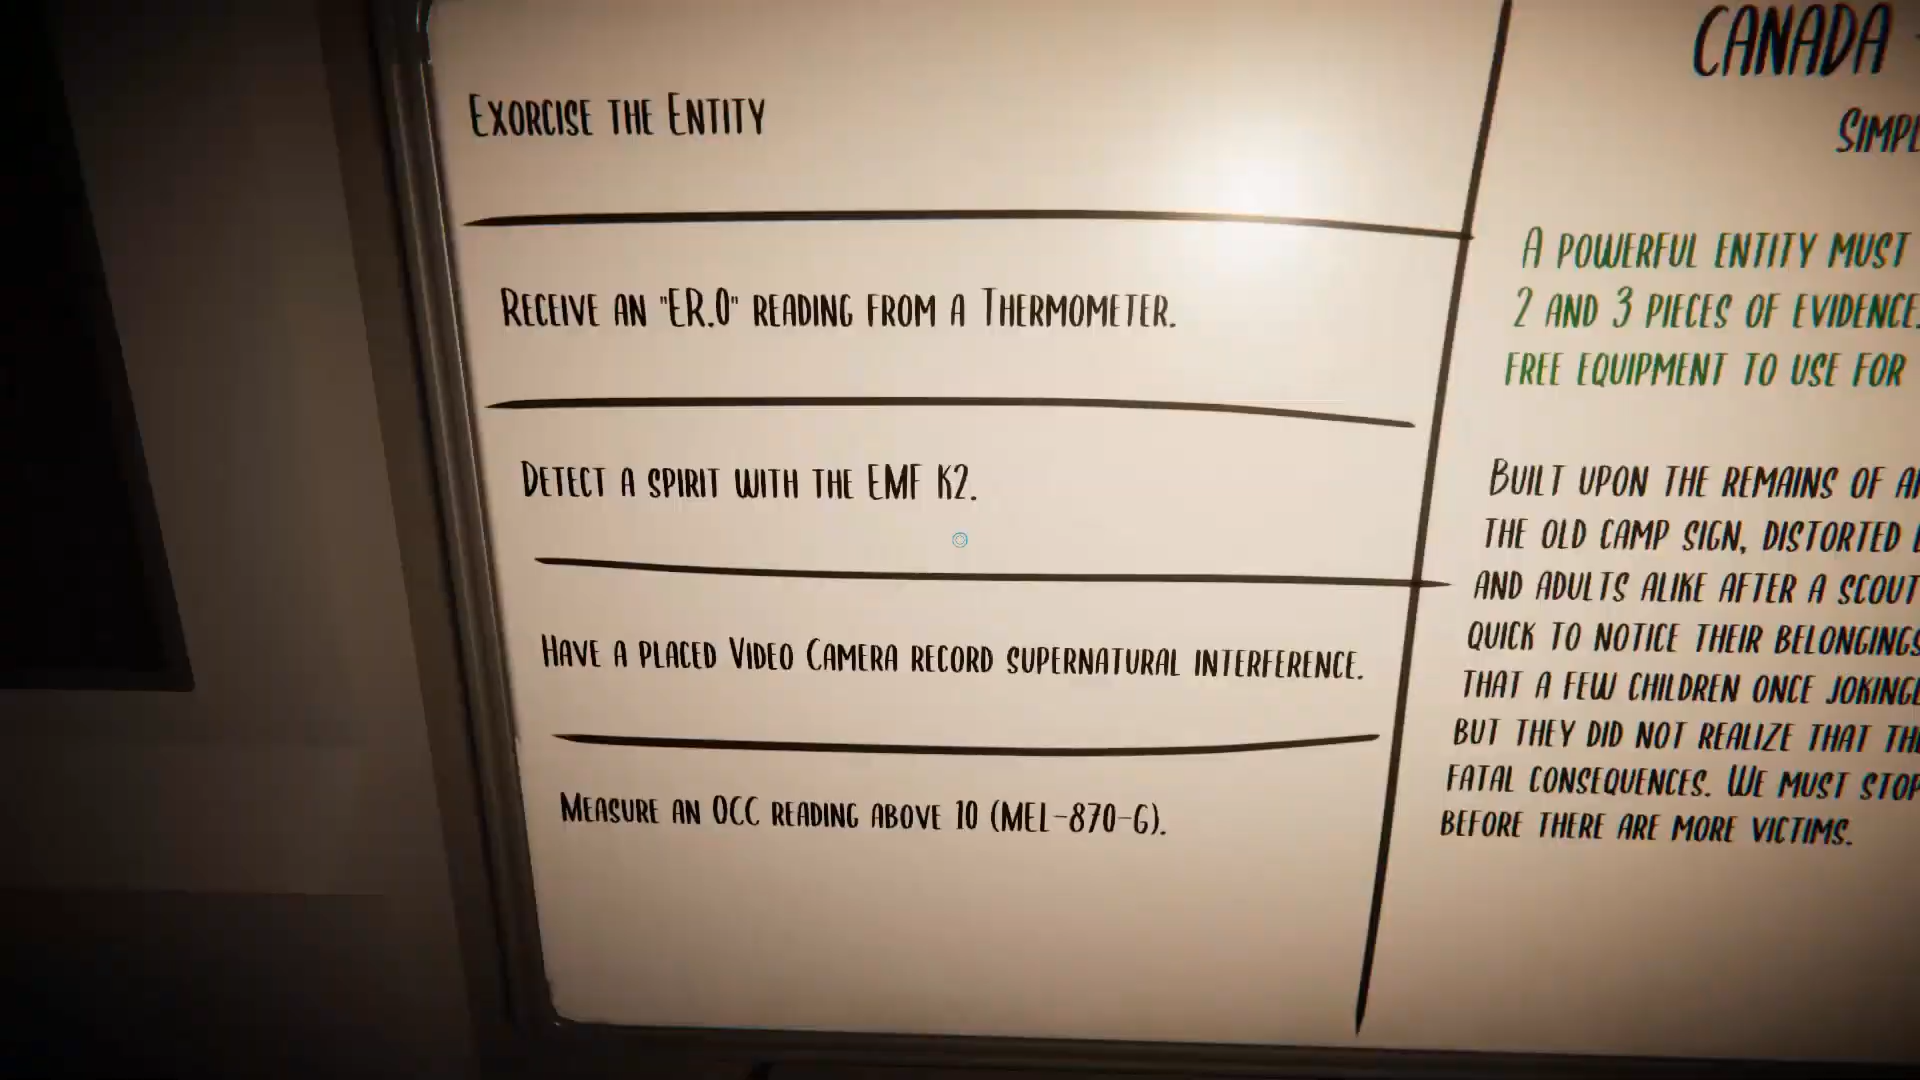 EXORCISE THE ENTITY
RECEIVE AN "ER.0" READING FROM A THERMOMETER.
DETECT A SPIRIT WITH THE EMF K2.
HAVE A PLACED VIDEO CAMERA RECORD SUPERNATURAL INTERFERENCE.
MEASURE AN OCC READING ABOVE 10 (MEL-870-G).
CANADA
A POWERFUL ENTITY MUST
2 AND 3 PIECES OF EVIDENCE.
FREE EQUIPMENT TO USE FOR
BUILT UPON THE REMAINS OF
THE OLD CAMP SIGN, DISTORTED
AND ADULTS ALIKE AFTER A SCOUT
QUICK TO NOTICE THEIR BELONGINGS
THAT A FEW CHILDREN ONCE
BUT THEY DID NOT REALIZE THAT
FATAL CONSEQUENCES. WE MUST STOP
BEFORE THERE ARE MORE VICTIMS.